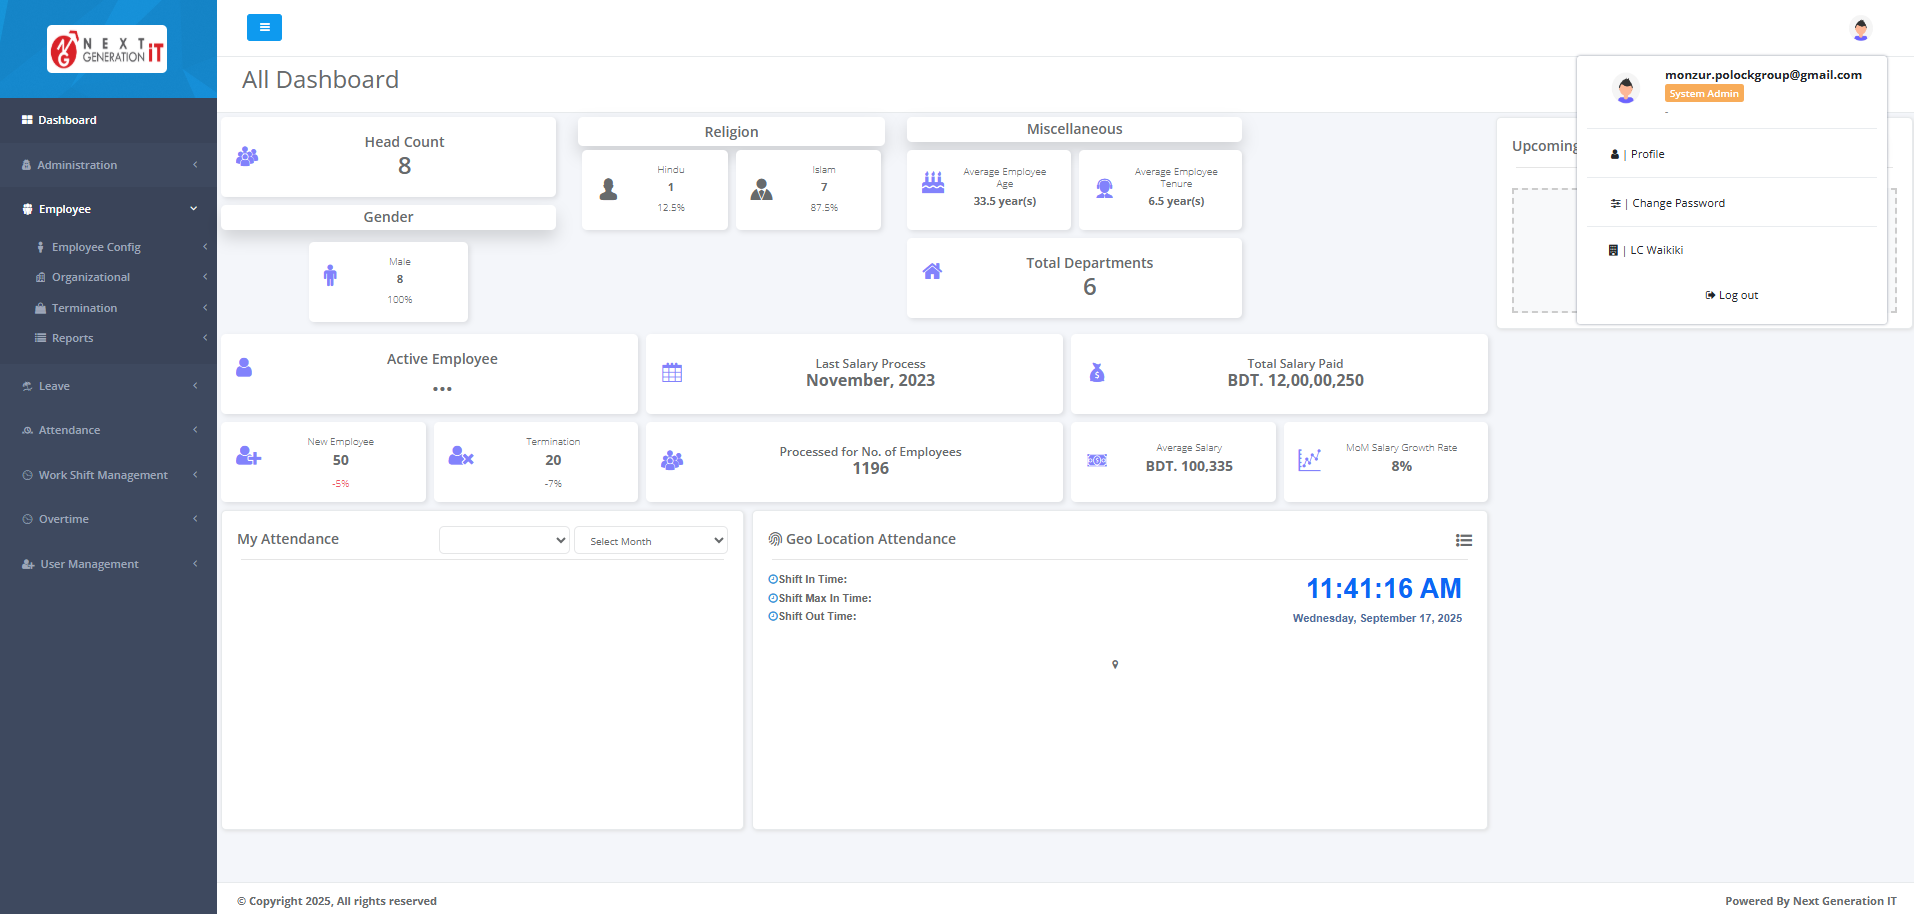 NEXT
GENERATION iT
Dashboard
Administration
Employee
Employee Config
Organizational
Termination
Reports
Leave
Attendance
Work Shift Management
Overtime
User Management
All Dashboard
monzur.polockgroup@gmail.com
System Admin
-
| Profile
| Change Password
| LC Waikiki
Log out
Head Count
8
Gender
Male
8
100%
Religion
Hindu
1
12.5%
Islam
7
87.5%
Miscellaneous
Average Employee
Age
33.5 year(s)
Average Employee
Tenure
6.5 year(s)
Total Departments
6
Upcoming
Active Employee
...
Last Salary Process
November, 2023
Total Salary Paid
BDT. 12,00,00,250
New Employee
50
-5%
Termination
20
-7%
Processed for No. of Employees
1196
Average Salary
BDT. 100,335
MoM Salary Growth Rate
8%
My Attendance
Select Month
Geo Location Attendance
Shift In Time:
Shift Max In Time:
Shift Out Time:
11:41:16 AM
Wednesday, September 17, 2025
© Copyright 2025, All rights reserved
Powered By Next Generation IT